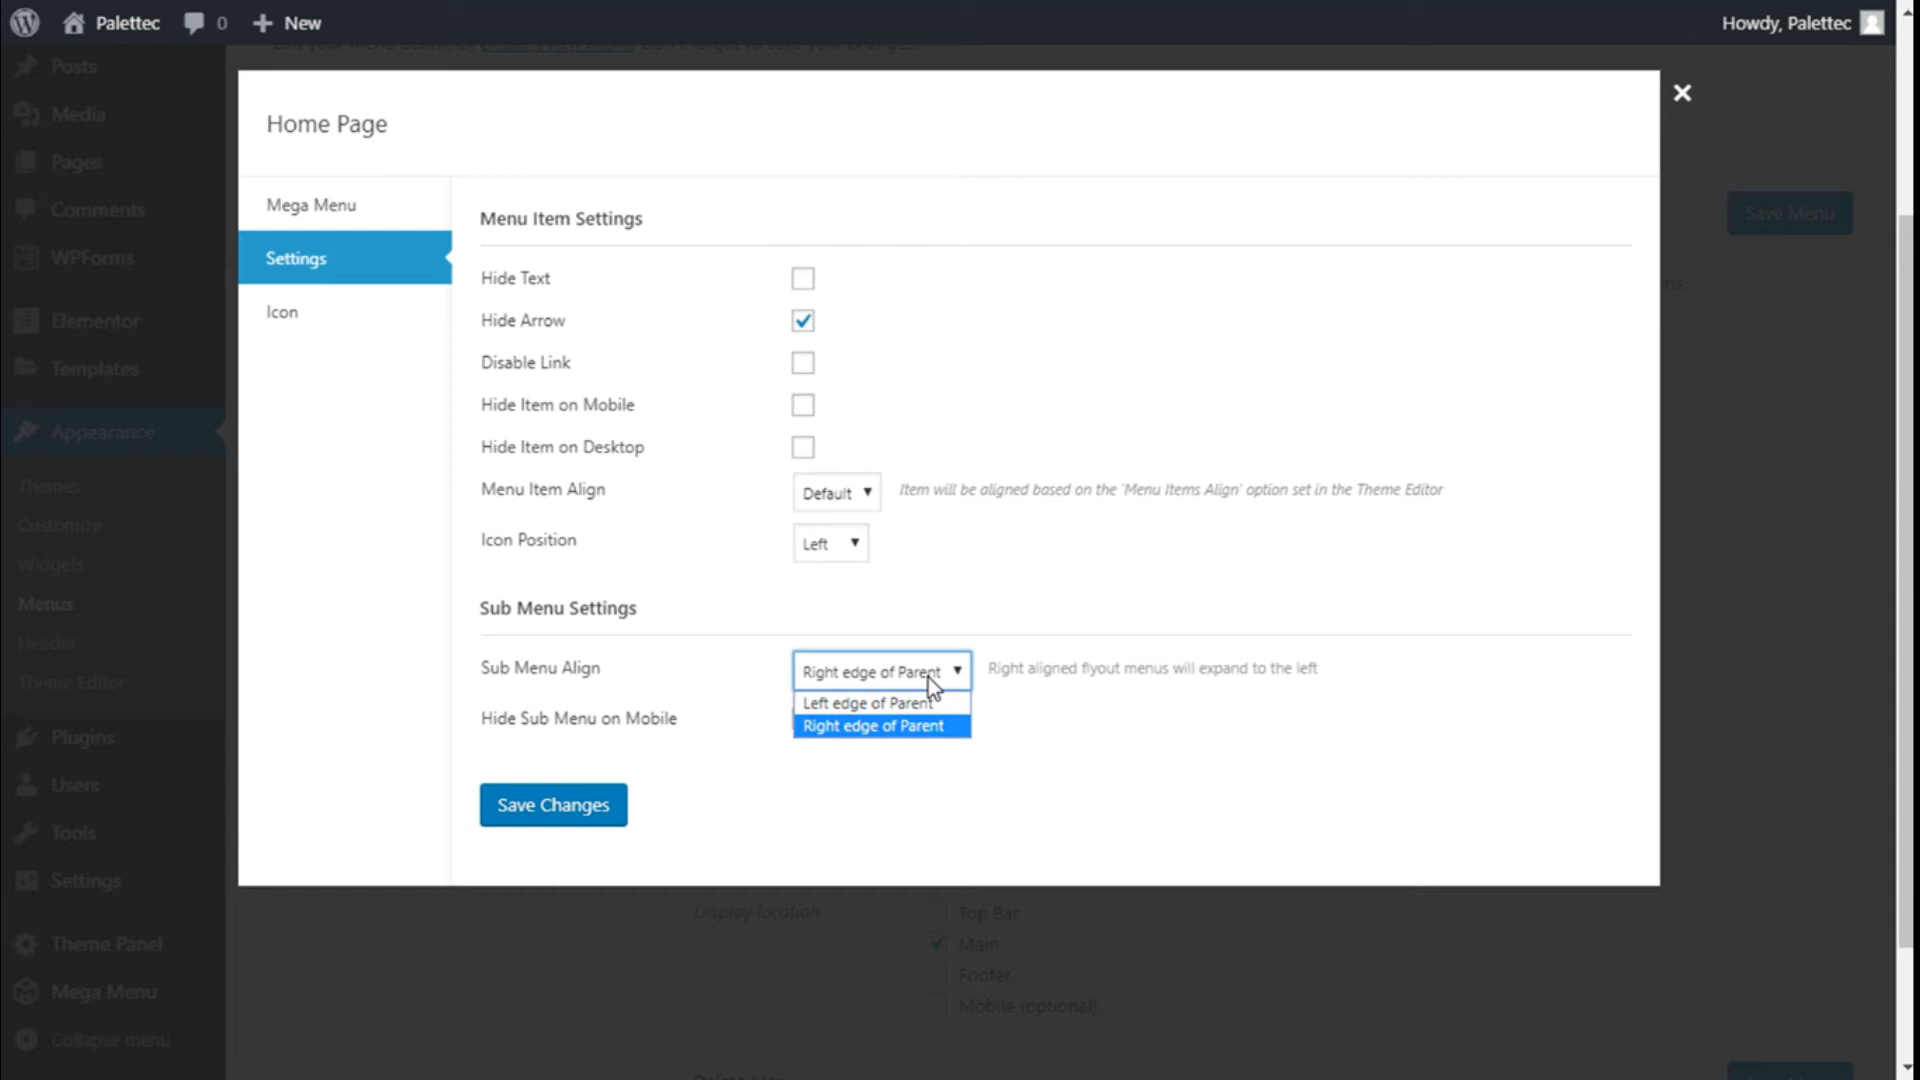 Palettec
0
New
Howdy, Palettec
Posts
Media
Pages
Comments
WPForms
Elementor
Templates
Appearance
Themes
Customize
Widgets
Menus
Header
Theme Editor
Plugins
Users
Tools
Settings
Theme Panel
Mega Menu
Collapse menu
Home Page
Mega Menu
Settings
Icon
Menu Item Settings
Hide Text
Hide Arrow
Disable Link
Hide Item on Mobile
Hide Item on Desktop
Menu Item Align
Default
Item will be aligned based on the 'Menu Items Align' option set in the Theme Editor
Icon Position
Left
Sub Menu Settings
Sub Menu Align
Right edge of Parent
Right aligned flyout menus will expand to the left
Left edge of Parent
Right edge of Parent
Hide Sub Menu on Mobile
Save Changes
Save Menu
Display location
Top Bar
Main
Footer
Mobile (optional)